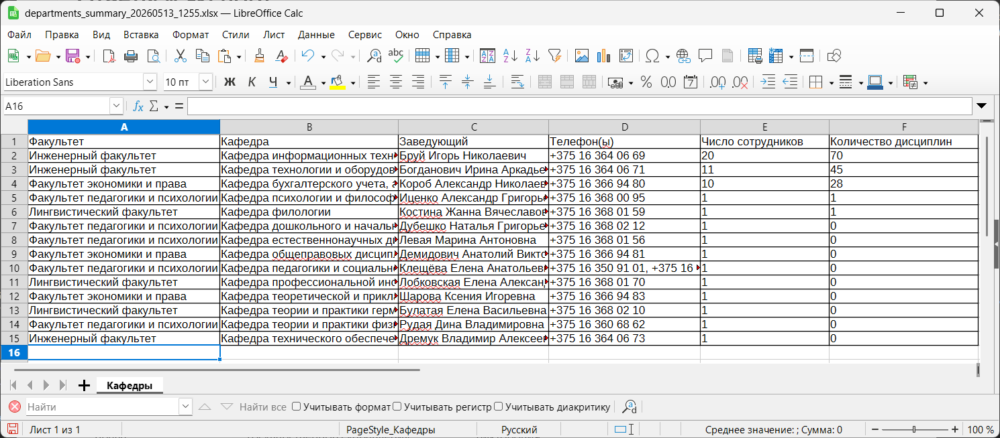 departments_summary_20260513_1255.xlsx — LibreOffice Calc
Файл Правка Вид Вставка Формат Стили Лист Данные Сервис Окно Справка
Liberation Sans 10 пт Ж К Ч А
A16
A B C D E F
1 Факультет Кафедра Заведующий Телефон(ы) Число сотрудников Количество дисциплин
2 Инженерный факультет Кафедра информационных техн Бруй Игорь Николаевич +375 16 364 06 69 20 70
3 Инженерный факультет Кафедра технологии и оборудов Богданович Ирина Аркадье +375 16 364 06 71 11 45
4 Факультет экономики и права Кафедра бухгалтерского учета, а Короб Александр Николаев +375 16 366 94 80 10 28
5 Факультет педагогики и психологии Кафедра психологии и философ Иценко Александр Григорь +375 16 368 00 95 1 1
6 Лингвистический факультет Кафедра филологии Костина Жанна Вячеславов +375 16 368 01 59 1 1
7 Факультет педагогики и психологии Кафедра дошкольного и началь Дубешко Наталья Григорье +375 16 368 02 12 1 0
8 Факультет педагогики и психологии Кафедра естественнонаучных ди Левая Марина Антоновна +375 16 368 01 56 1 0
9 Факультет экономики и права Кафедра общеправовых дисцип Демидович Анатолий Викто +375 16 366 94 81 1 0
10 Факультет педагогики и психологии Кафедра педагогики и социальн Клещёва Елена Анатольев +375 16 350 91 01, +375 16 1 0
11 Лингвистический факультет Кафедра профессиональной ино Лобковская Елена Алексан +375 16 368 01 70 1 0
12 Факультет экономики и права Кафедра теоретической и прикл Шарова Ксения Игоревна +375 16 366 94 83 1 0
13 Лингвистический факультет Кафедра теории и практики герм Булатая Елена Васильевна +375 16 368 02 10 1 0
14 Факультет педагогики и психологии Кафедра теории и практики физи Рудая Дина Владимировна +375 16 360 68 62 1 0
15 Инженерный факультет Кафедра технического обеспече Дремук Владимир Алексеев +375 16 364 06 73 1 0
16
Кафедры
Найти Найти все Учитывать формат Учитывать регистр Учитывать диакритику
Лист 1 из 1 PageStyle_Кафедры Русский Среднее значение: ; Сумма: 0 100 %